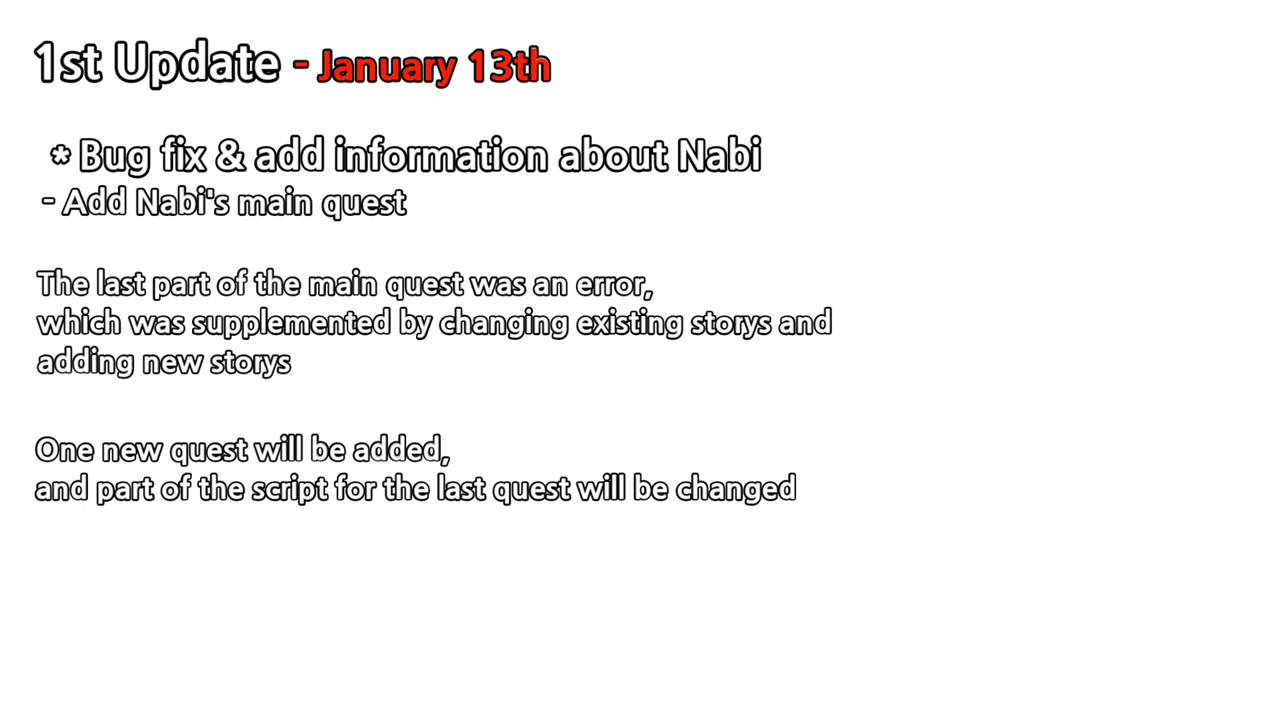 1st Update - January 13th
* Bug fix & add information about Nabi
- Add Nabi's main quest
The last part of the main quest was an error,
which was supplemented by changing existing storys and
adding new storys
One new quest will be added,
and part of the script for the last quest will be changed